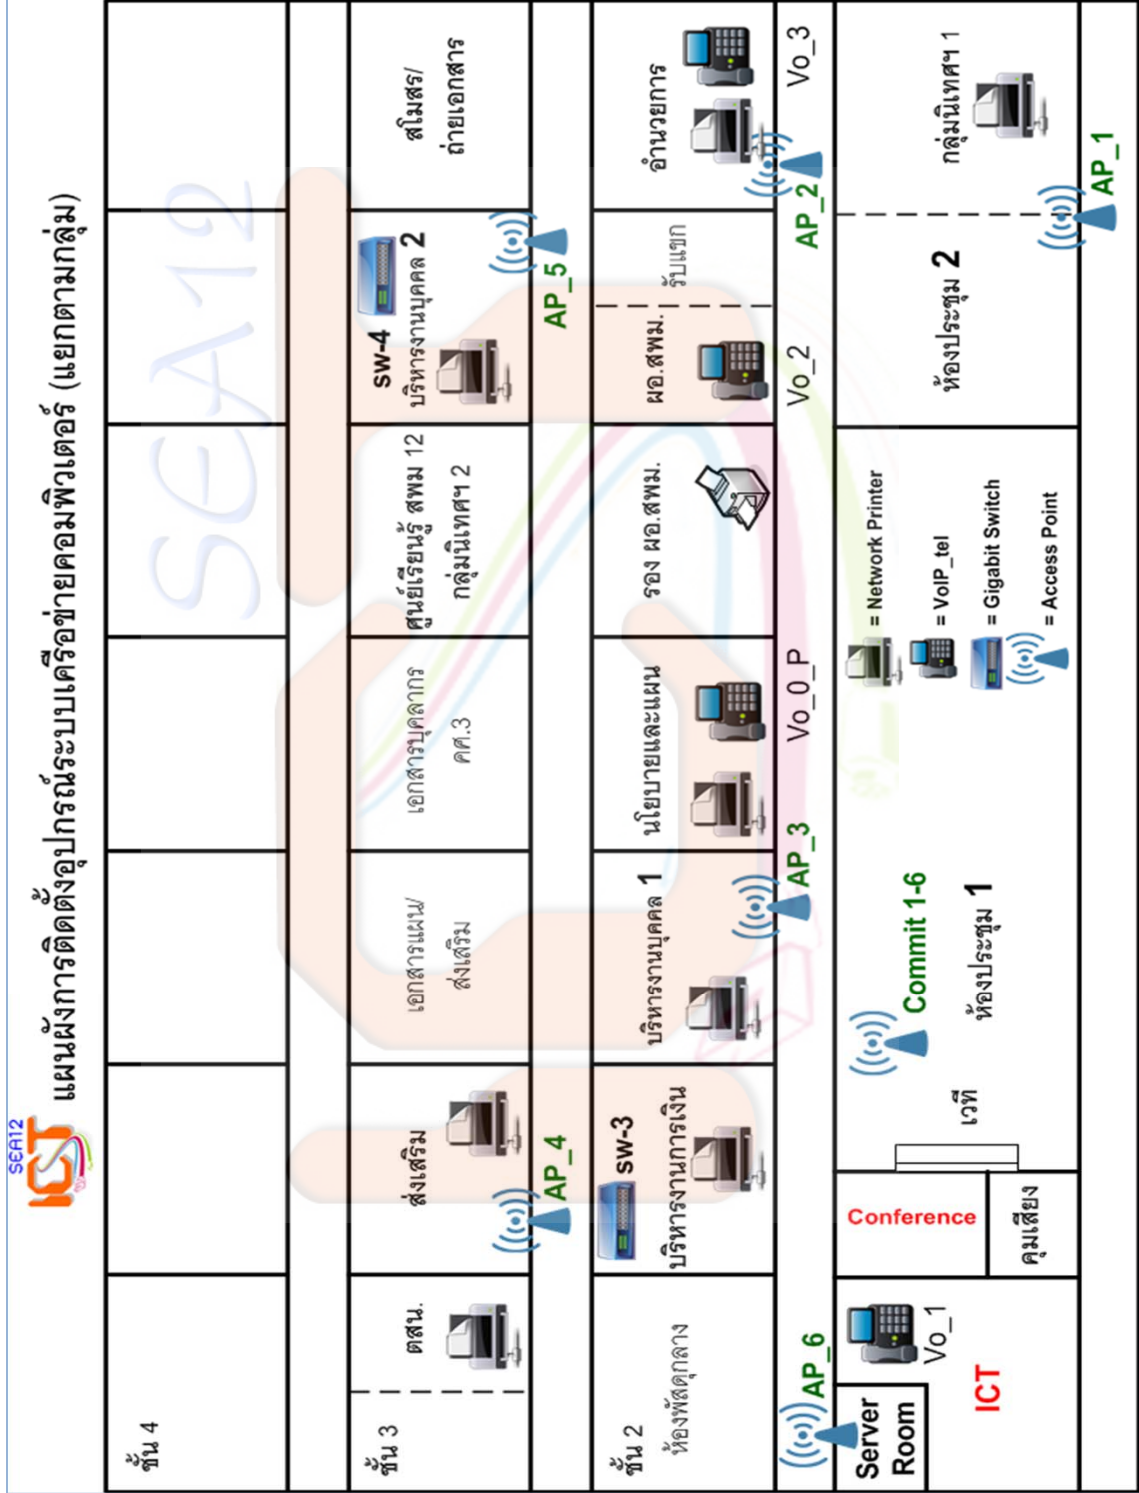 SEA12
ICT
แผนผังการติดตั้งอุปกรณ์ระบบเครือข่ายคอมพิวเตอร์ (แยกตามกลุ่ม)
SEA12
ชั้น 4
ชั้น 3
ตสน.
ส่งเสริม
AP_4
เอกสารแผน/
ส่งเสริม
เอกสารบุคลากร
คศ.3
ศูนย์เรียนรู้ สพม 12
กลุ่มนิเทศฯ 2
sw-4
บริหารงานบุคคล 2
AP_5
สโมสร/
ถ่ายเอกสาร
ชั้น 2
ห้องพัสดุกลาง
sw-3
บริหารงานการเงิน
บริหารงานบุคคล 1
AP_3
นโยบายและแผน
Vo_0_P
รอง ผอ.สพม.
ผอ.สพม.
Vo_2
รับแขก
อำนวยการ
AP_2
Vo_3
AP_6
Server
Room
Vo_1
ICT
Conference
คุมเสียง
เวที
Commit 1-6
ห้องประชุม 1
= Network Printer
= VoIP_tel
= Gigabit Switch
= Access Point
ห้องประชุม 2
กลุ่มนิเทศฯ 1
AP_1